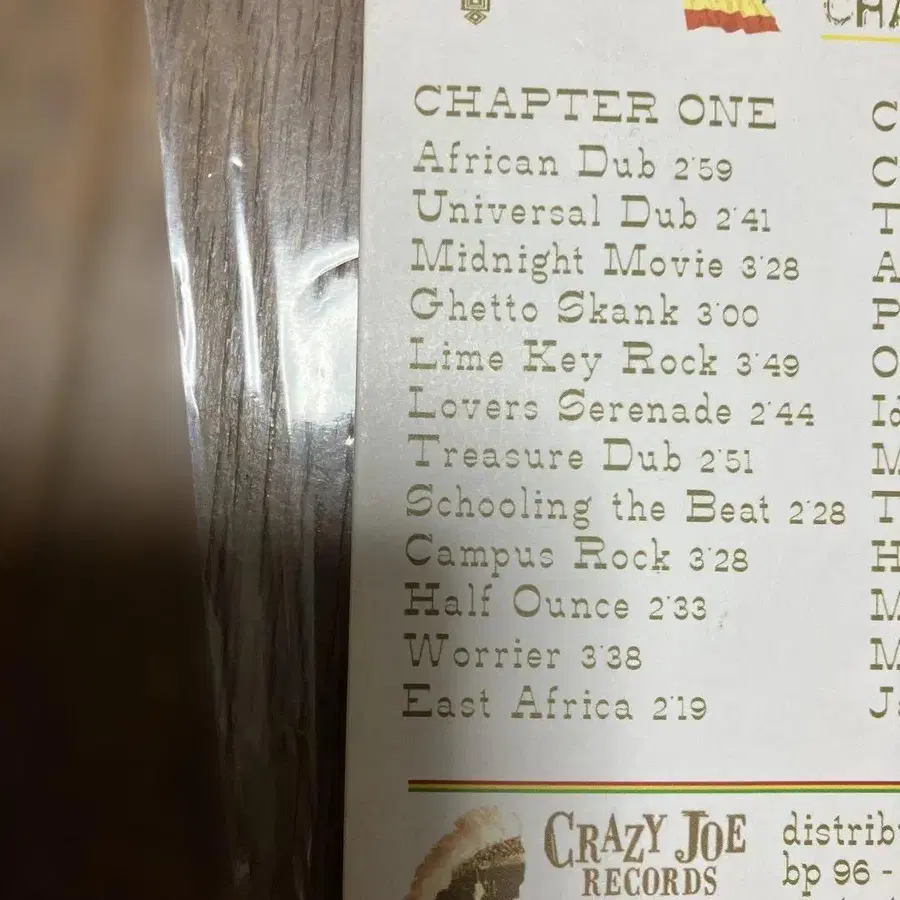 CHAPTER ONE
African Dub 2'59
Universal Dub 2'41
Midnight Movie 3'28
Ghetto Skank 3'00
Lime Key Rock 3'49
Lovers Serenade 2'44
Treasure Dub 2'51
Schooling the Beat 2'28
Campus Rock 3'28
Half Ounce 2'33
Worrier 3'38
East Africa 2'19
CRAZY JOE
RECORDS
bp 96 -